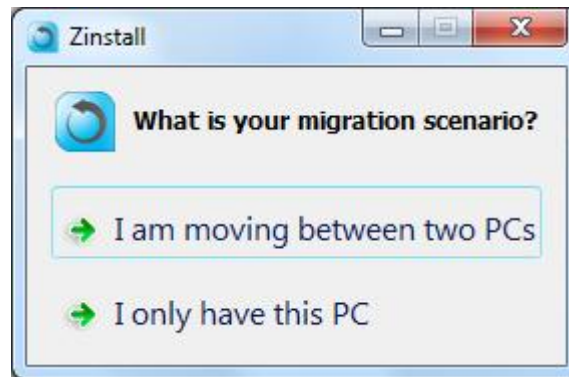 Zinstall
What is your migration scenario?
I am moving between two PCs
I only have this PC